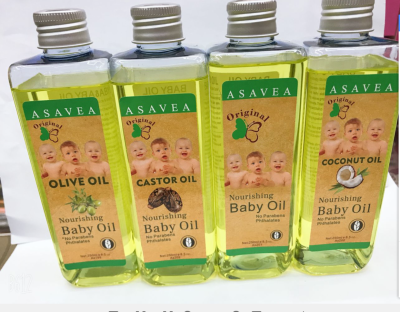 ASAVEA
Original
OLIVE OIL
Nourishing
Baby Oil
No Parabens
Phthalates
ASAVEA
Original
CASTOR OIL
Nourishing
Baby Oil
No Parabens
Phthalates
ASAVEA
Original
Nourishing
Baby Oil
No Parabens
Phthalates
ASAVEA
Original
COCONUT OIL
Nourishing
Baby Oil
No Parabens
Phthalates